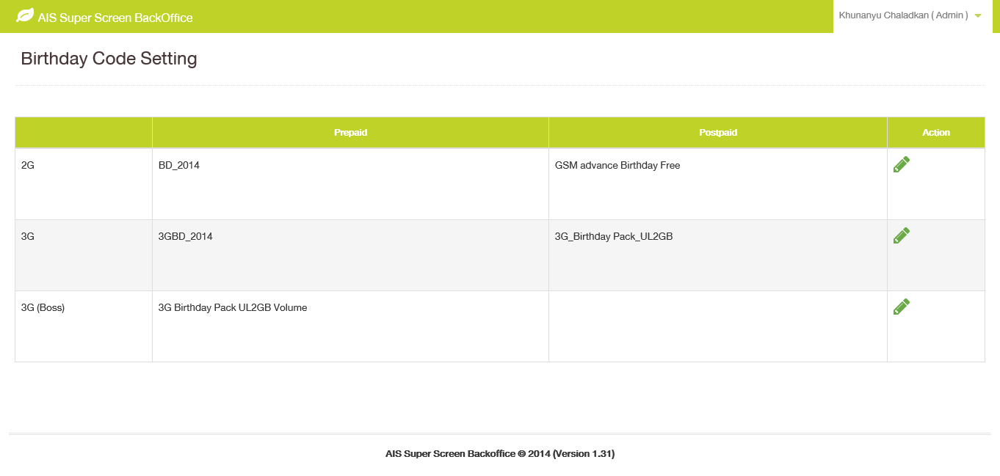 AIS Super Screen BackOffice
Khunanyu Chaladkan ( Admin )
Birthday Code Setting
Prepaid Postpaid Action
2G BD_2014 GSM advance Birthday Free
3G 3GBD_2014 3G_Birthday Pack_UL2GB
3G (Boss) 3G Birthday Pack UL2GB Volume
AIS Super Screen Backoffice © 2014 (Version 1.31)